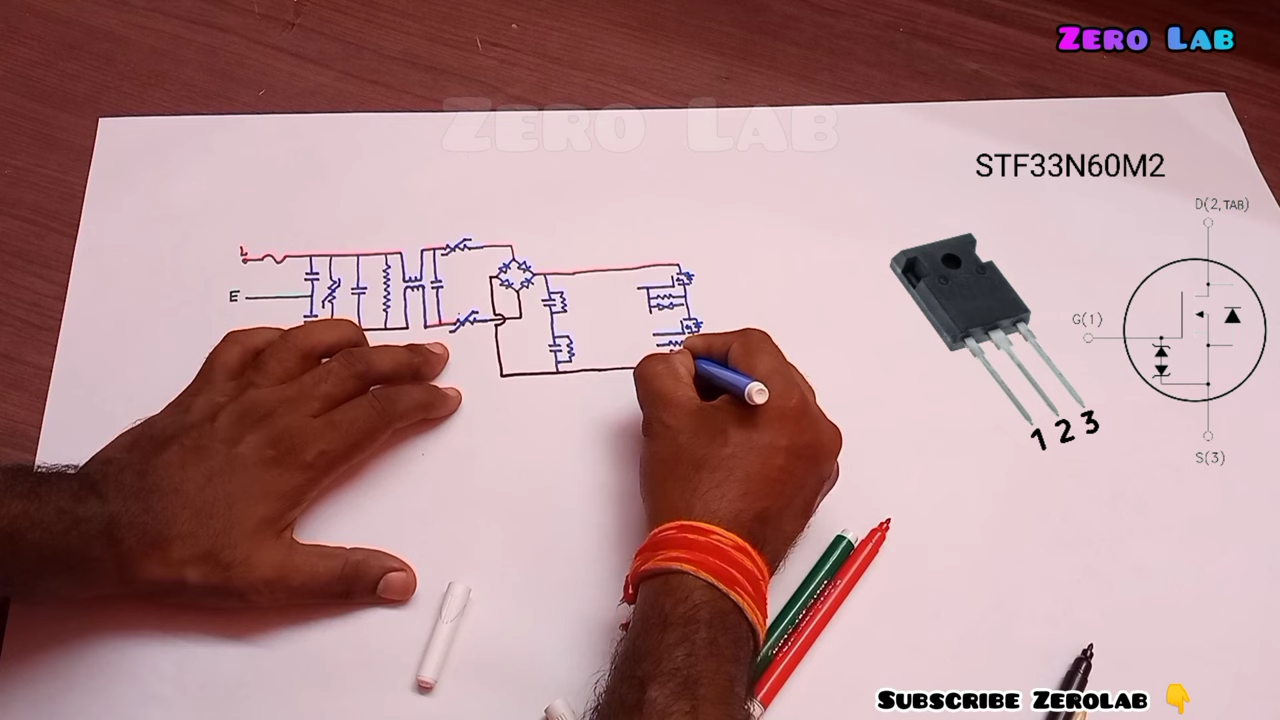 ZERO LAB
ZERO LAB
STF33N60M2
D(2,TAB)
G(1)
1 2 3
S(3)
L
E
SUBSCRIBE ZEROLAB 👇